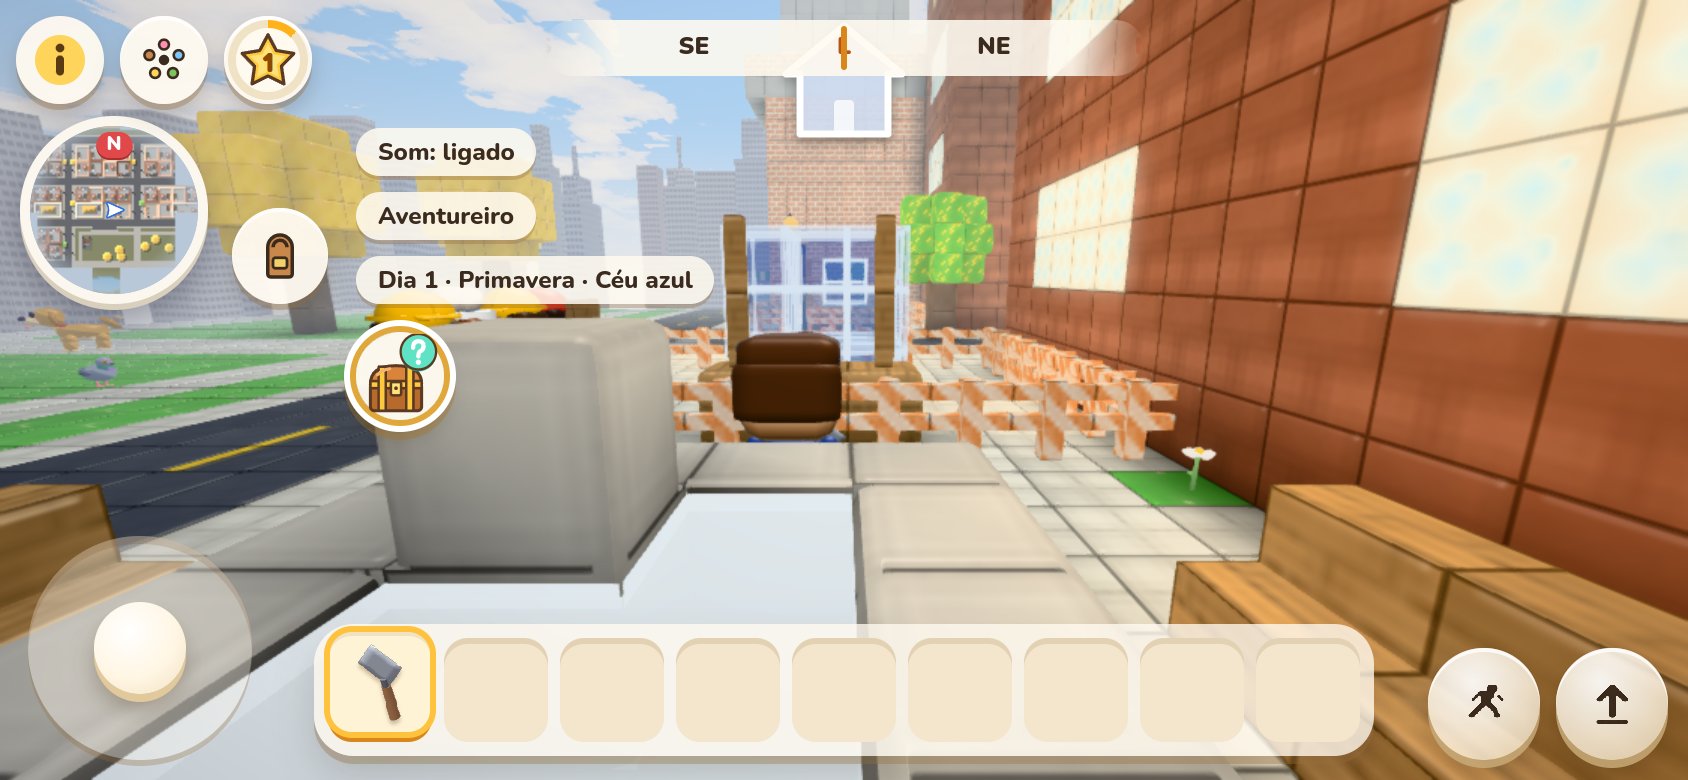 SE
NE
1
N
Som: ligado
Aventureiro
Dia 1 · Primavera · Céu azul
?